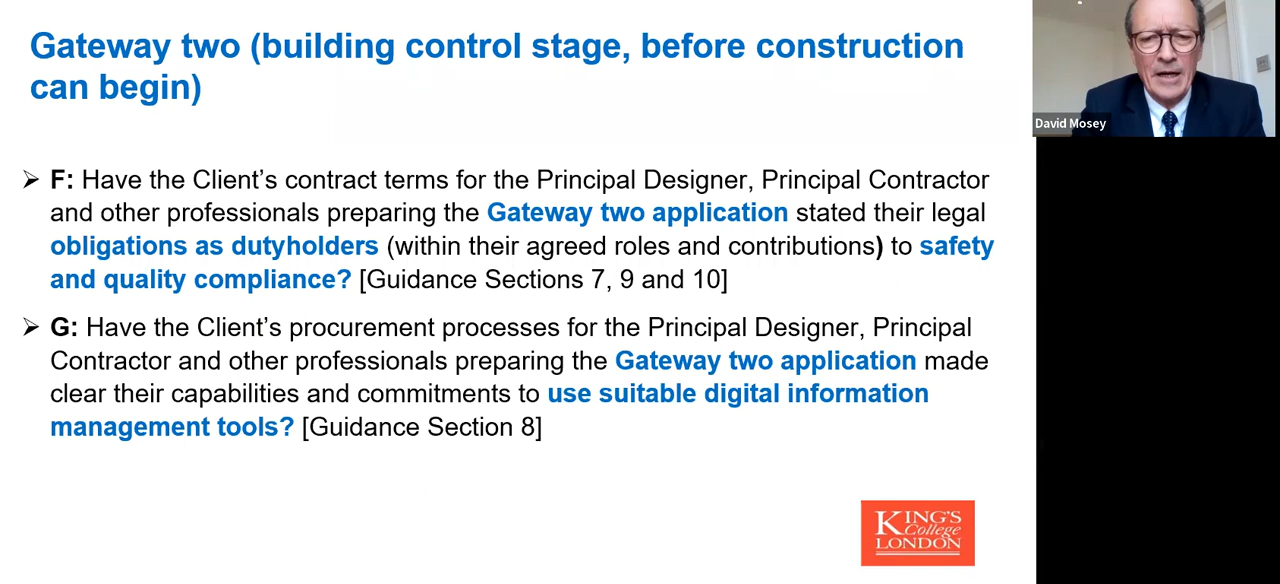 Gateway two (building control stage, before construction
can begin)
David Mosey
➢ F: Have the Client’s contract terms for the Principal Designer, Principal Contractor
and other professionals preparing the Gateway two application stated their legal
obligations as dutyholders (within their agreed roles and contributions) to safety
and quality compliance? [Guidance Sections 7, 9 and 10]
➢ G: Have the Client’s procurement processes for the Principal Designer, Principal
Contractor and other professionals preparing the Gateway two application made
clear their capabilities and commitments to use suitable digital information
management tools? [Guidance Section 8]
KING'S
College
LONDON